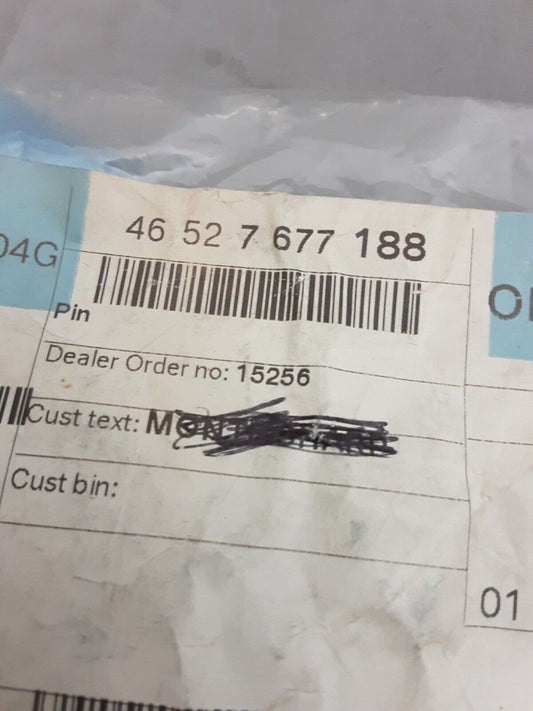 46 52 7 677 188
04G
Pin
Dealer Order no: 15256
Cust text:
Cust bin:
01